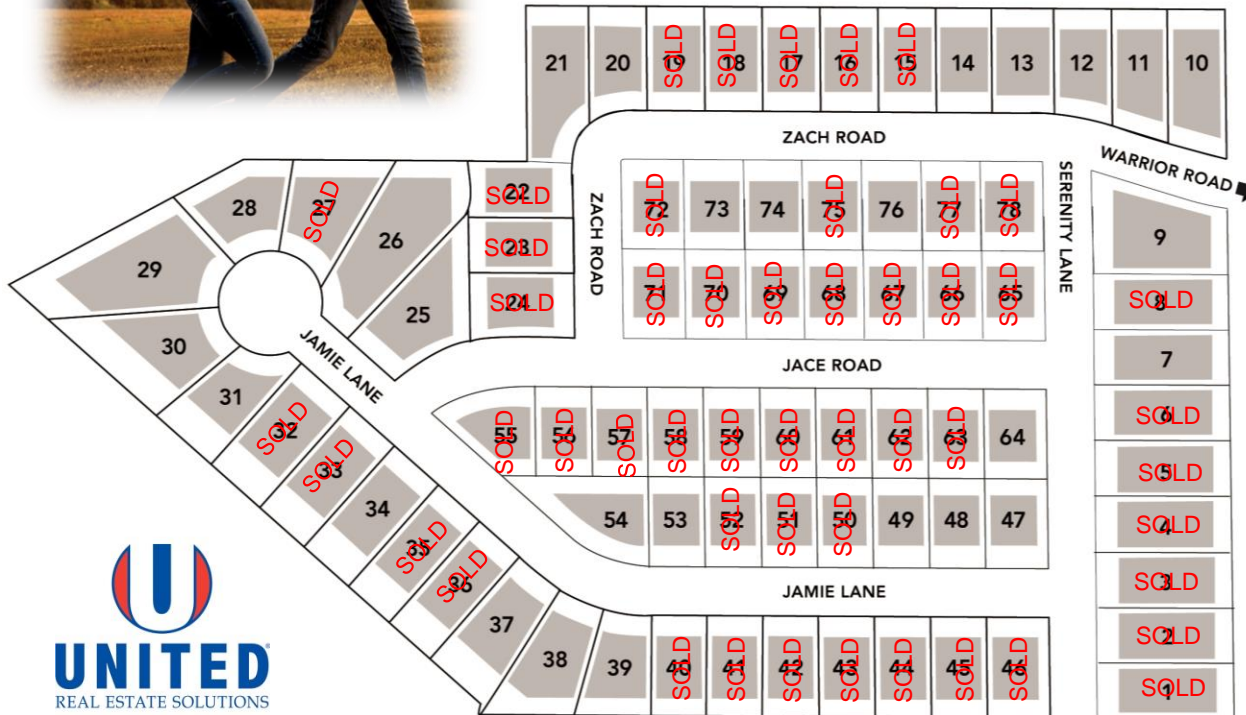 21 20 19 SOLD 18 SOLD 17 SOLD 16 SOLD 15 SOLD 14 13 12 11 10
ZACH ROAD
WARRIOR ROAD
SERENITY LANE
ZACH ROAD
28 27 SOLD 26
22 SOLD
72 SOLD 73 74 75 SOLD 76 77 SOLD 78 SOLD
9
29
23 SOLD
25
24 SOLD
71 SOLD 70 SOLD 69 SOLD 68 SOLD 67 SOLD 66 SOLD 65 SOLD
8 SOLD
30
JAMIE LANE
JACE ROAD
7
31
32 SOLD
33 SOLD
55 SOLD 56 SOLD 57 SOLD 58 SOLD 59 SOLD 60 SOLD 61 SOLD 62 SOLD 63 SOLD 64
6 SOLD
5 SOLD
34
35 SOLD
36 SOLD
54 53 52 SOLD 51 SOLD 50 SOLD 49 48 47
4 SOLD
JAMIE LANE
3 SOLD
37
38 39 40 SOLD 41 SOLD 42 SOLD 43 SOLD 44 SOLD 45 SOLD 46 SOLD
2 SOLD
1 SOLD
U
UNITED
REAL ESTATE SOLUTIONS